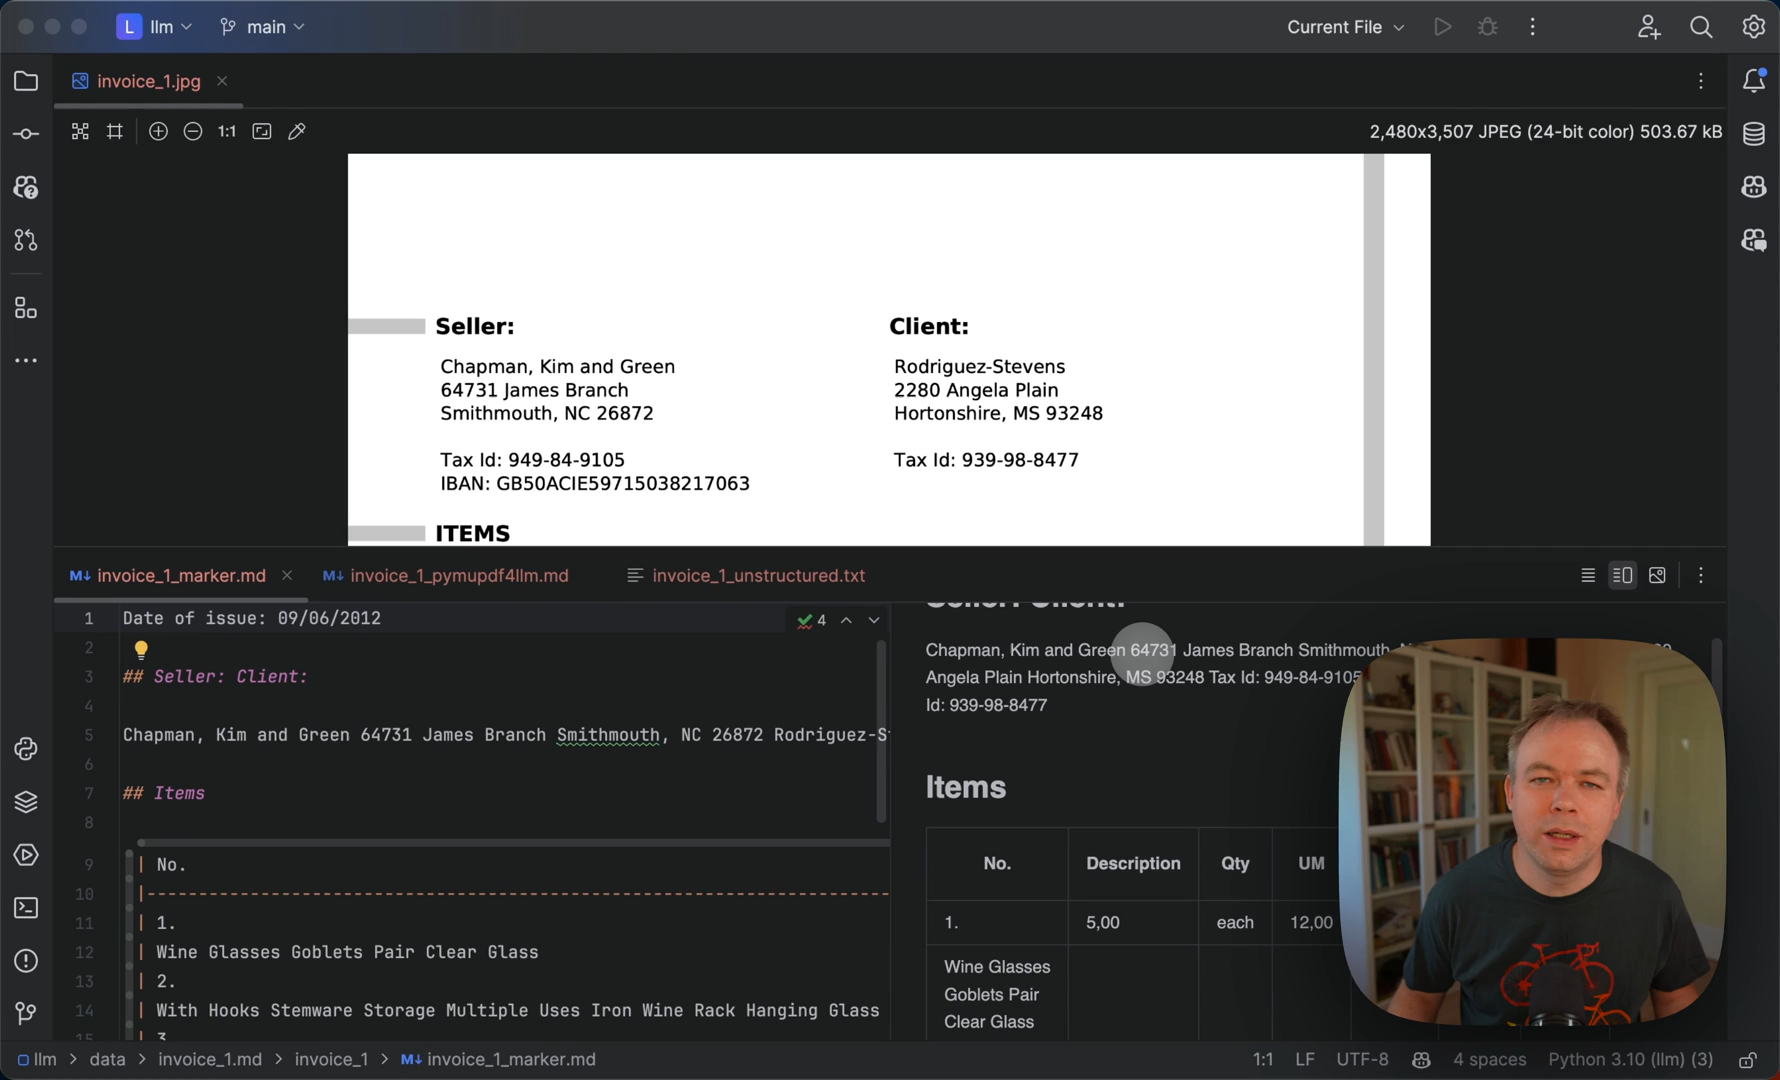 L llm main Current File
invoice_1.jpg
1:1 2,480x3,507 JPEG (24-bit color) 503.67 kB
Seller: Client:
Chapman, Kim and Green Rodriguez-Stevens
64731 James Branch 2280 Angela Plain
Smithmouth, NC 26872 Hortonshire, MS 93248
Tax Id: 949-84-9105 Tax Id: 939-98-8477
IBAN: GB50ACIE59715038217063
ITEMS
M↓ invoice_1_marker.md M↓ invoice_1_pymupdf4llm.md invoice_1_unstructured.txt
1 Date of issue: 09/06/2012 4
2
3 ## Seller: Client:
4
5 Chapman, Kim and Green 64731 James Branch Smithmouth, NC 26872 Rodriguez-S
6
7 ## Items
8
9 | No.
10 |------------------------------------------------------------------------
11 | 1.
12 | Wine Glasses Goblets Pair Clear Glass
13 | 2.
14 | With Hooks Stemware Storage Multiple Uses Iron Wine Rack Hanging Glass
15 | 3
Seller: Client:
Chapman, Kim and Green 64731 James Branch Smithmouth,
Angela Plain Hortonshire, MS 93248 Tax Id: 949-84-9105
Id: 939-98-8477
Items
No. Description Qty UM
1. 5,00 each 12,00
Wine Glasses
Goblets Pair
Clear Glass
llm > data > invoice_1.md > invoice_1 > M↓ invoice_1_marker.md 1:1 LF UTF-8 4 spaces Python 3.10 (llm) (3)